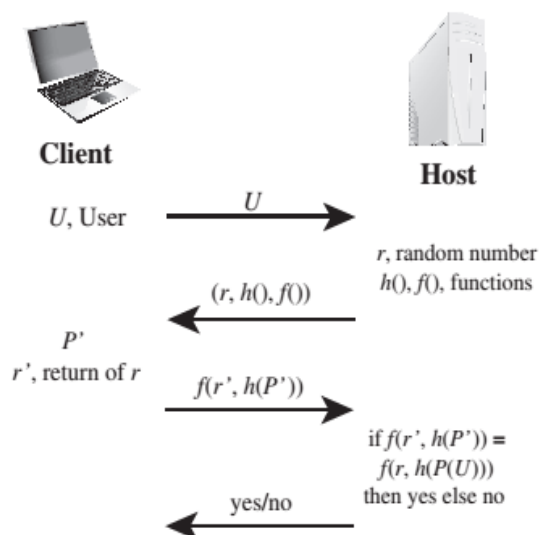 Client
Host
U, User
U
r, random number
h(), f(), functions
(r, h(), f())
P’
r’, return of r
f(r’, h(P’))
if f(r’, h(P’)) =
f(r, h(P(U)))
then yes else no
yes/no